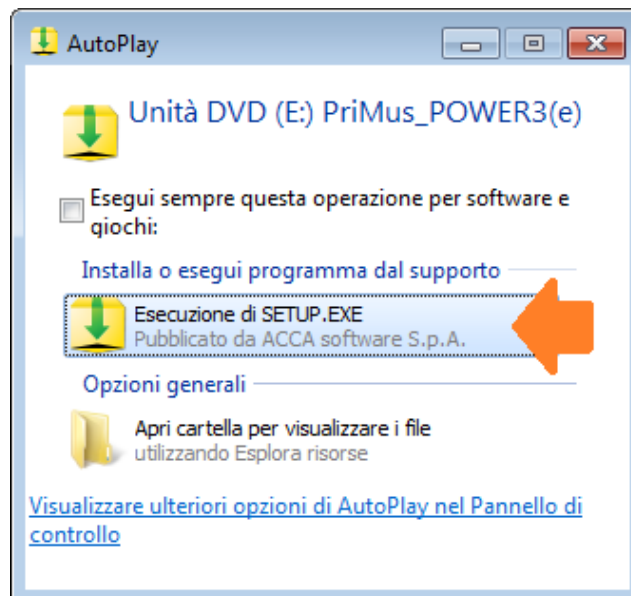 AutoPlay
Unità DVD (E:) PriMus_POWER3(e)
Esegui sempre questa operazione per software e
giochi:
Installa o esegui programma dal supporto
Esecuzione di SETUP.EXE
Pubblicato da ACCA software S.p.A.
Opzioni generali
Apri cartella per visualizzare i file
utilizzando Esplora risorse
Visualizzare ulteriori opzioni di AutoPlay nel Pannello di
controllo